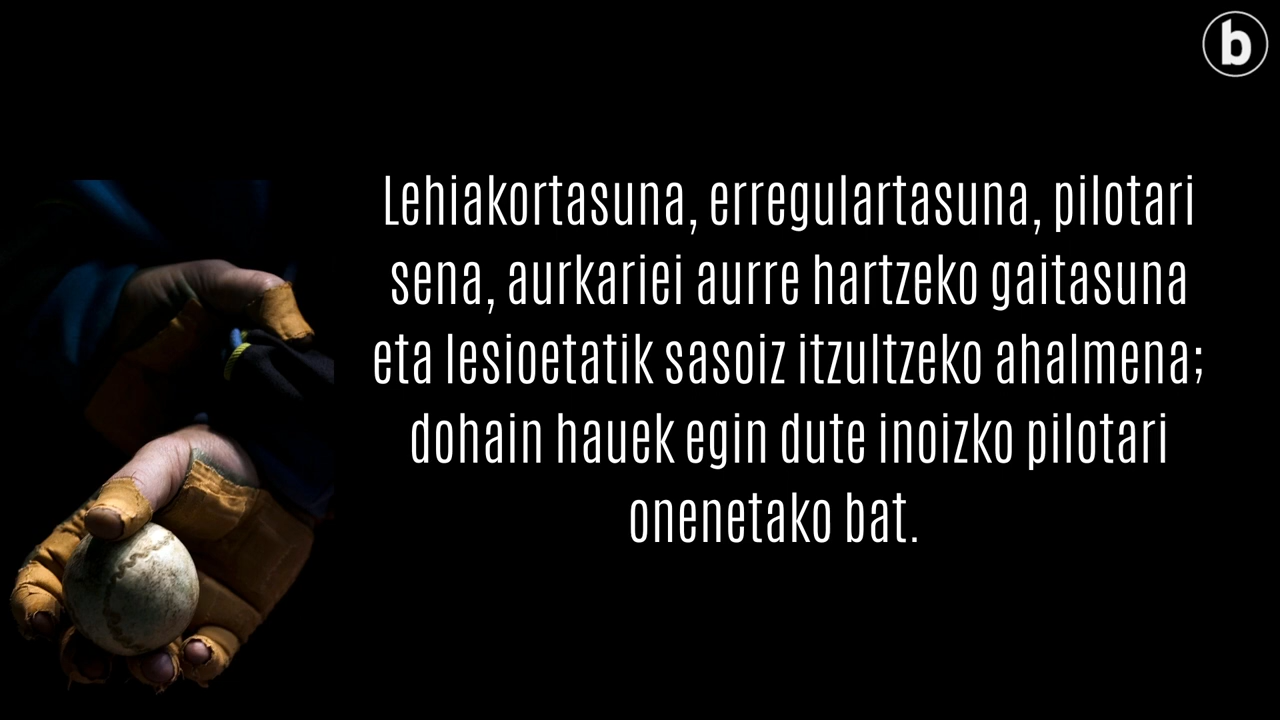 b
Lehiakortasuna, erregulartasuna, pilotari
sena, aurkariei aurre hartzeko gaitasuna
eta lesioetatik sasoiz itzultzeko ahalmena;
dohain hauek egin dute inoizko pilotari
onenetako bat.